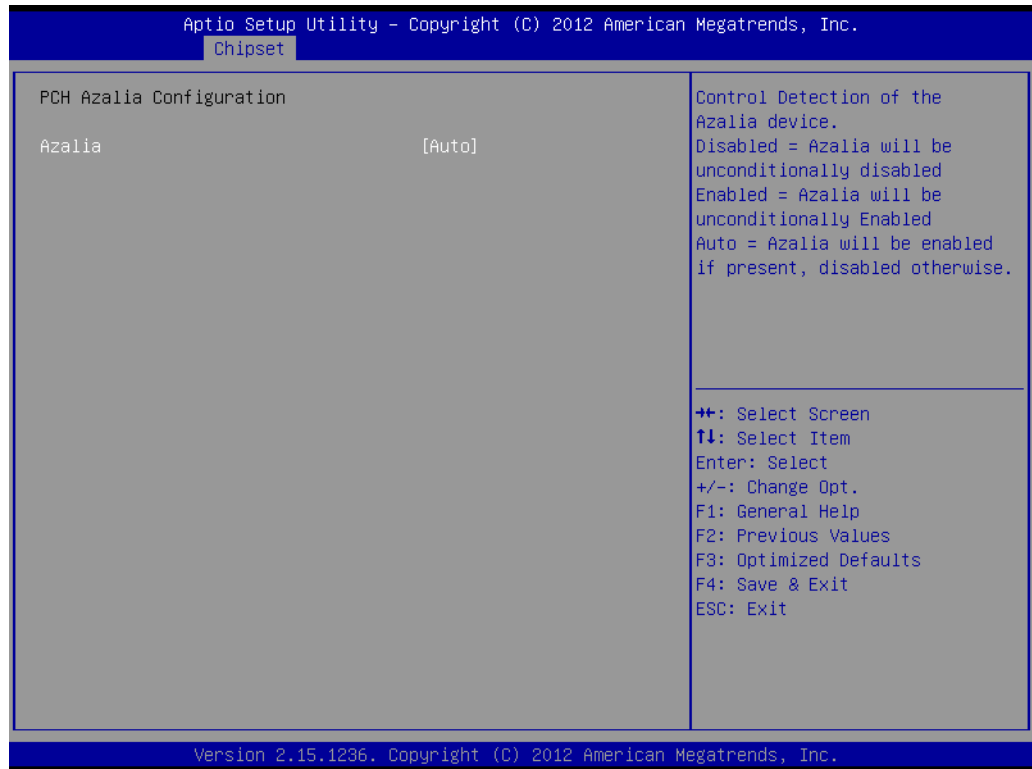 Aptio Setup Utility – Copyright (C) 2012 American Megatrends, Inc.
Chipset
PCH Azalia Configuration
Azalia [Auto]
Control Detection of the
Azalia device.
Disabled = Azalia will be
unconditionally disabled
Enabled = Azalia will be
unconditionally Enabled
Auto = Azalia will be enabled
if present, disabled otherwise.
→←: Select Screen
↑↓: Select Item
Enter: Select
+/-: Change Opt.
F1: General Help
F2: Previous Values
F3: Optimized Defaults
F4: Save & Exit
ESC: Exit
Version 2.15.1236. Copyright (C) 2012 American Megatrends, Inc.